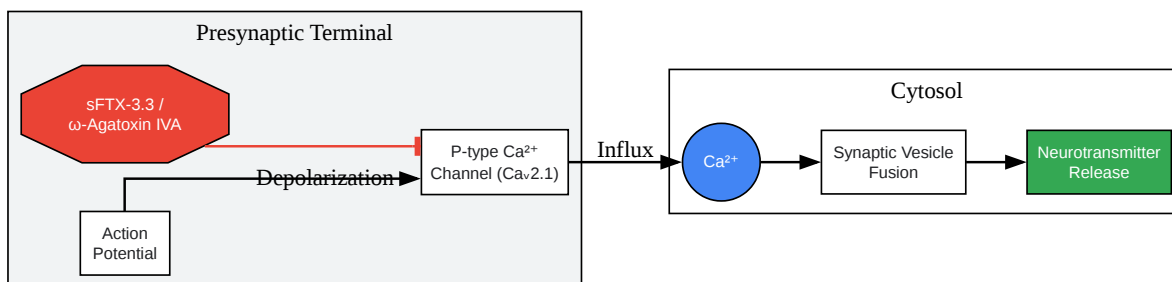 Presynaptic Terminal
sFTX-3.3 /
ω-Agatoxin IVA
P-type Ca²⁺
Channel (Caᵥ2.1)
Depolarization
Action
Potential
Influx
Cytosol
Ca²⁺
Synaptic Vesicle
Fusion
Neurotransmitter
Release